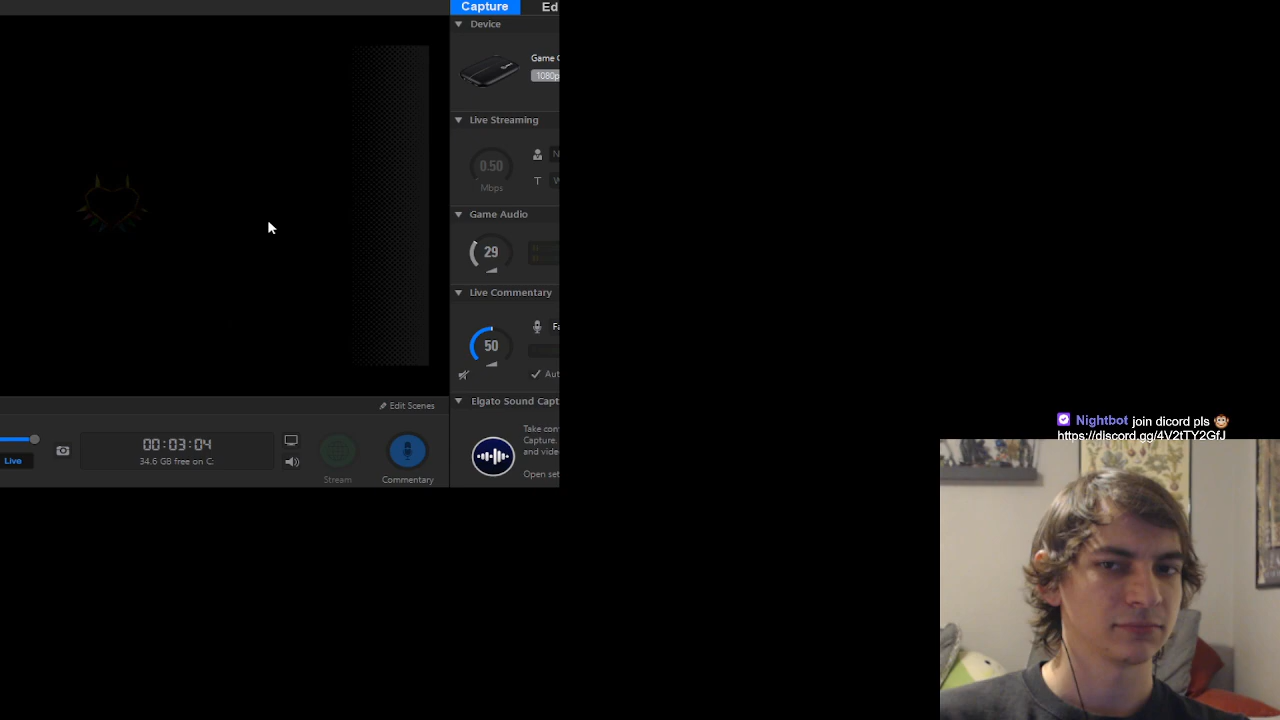 Capture
Ed
Device
Game
1080p
Live Streaming
0.50
Mbps
T
Game Audio
29
Live Commentary
50
Aut
Edit Scenes
Elgato Sound Capt
00:03:04
34.6 GB free on C:
Live
Stream
Commentary
Take con
Capture.
and vide
Open set
Nightbot join dicord pls
https://discord.gg/4V2tTY2GfJ